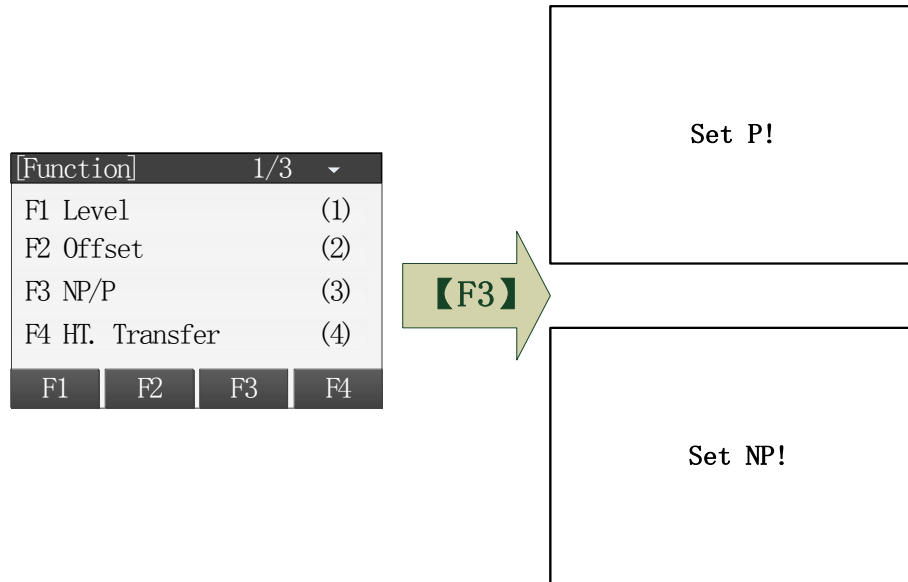 [Function] 1/3
F1 Level (1)
F2 Offset (2)
F3 NP/P (3)
F4 HT. Transfer (4)
F1 F2 F3 F4
【F3】
Set P!
Set NP!